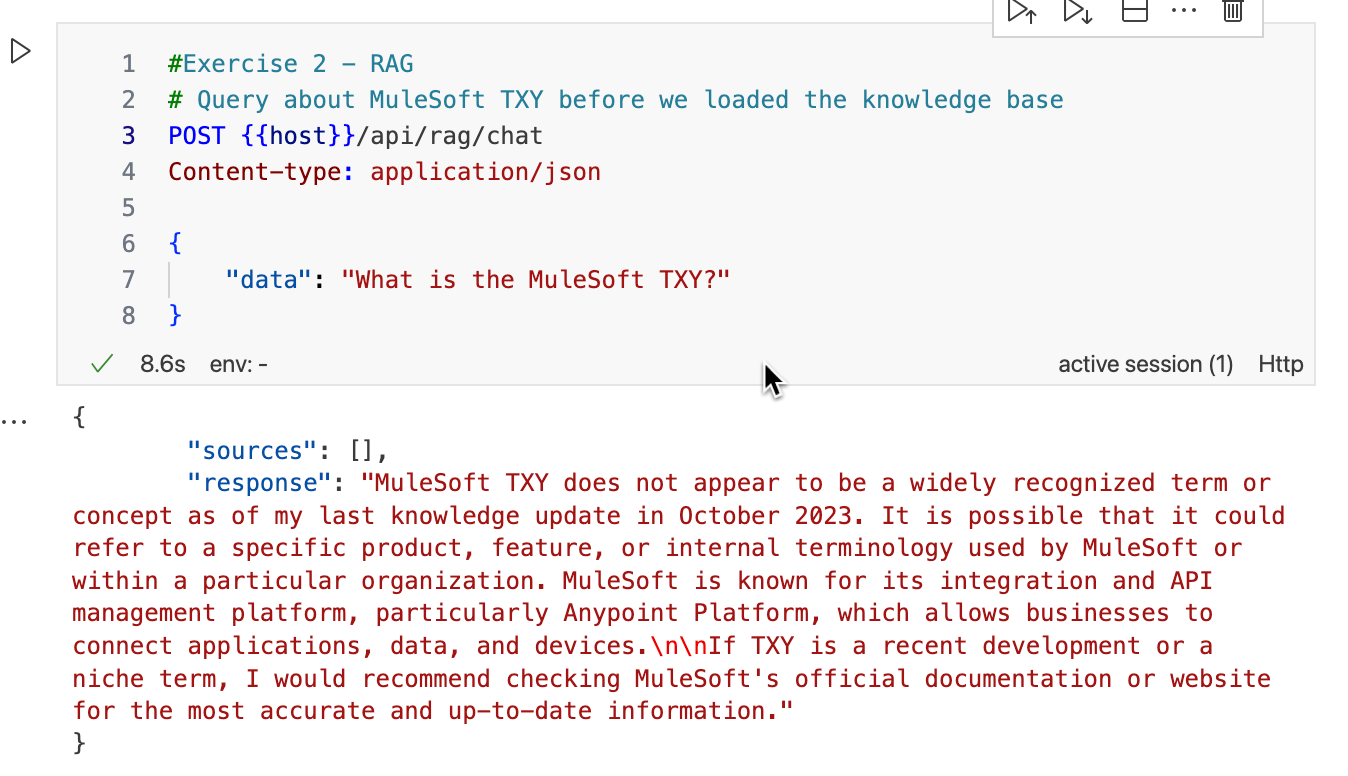 1 #Exercise 2 – RAG
2 # Query about MuleSoft TXY before we loaded the knowledge base
3 POST {{host}}/api/rag/chat
4 Content-type: application/json
5
6 {
7 "data": "What is the MuleSoft TXY?"
8 }
8.6s env: - active session (1) Http
{
"sources": [],
"response": "MuleSoft TXY does not appear to be a widely recognized term or
concept as of my last knowledge update in October 2023. It is possible that it could
refer to a specific product, feature, or internal terminology used by MuleSoft or
within a particular organization. MuleSoft is known for its integration and API
management platform, particularly Anypoint Platform, which allows businesses to
connect applications, data, and devices.\n\nIf TXY is a recent development or a
niche term, I would recommend checking MuleSoft's official documentation or website
for the most accurate and up-to-date information."
}